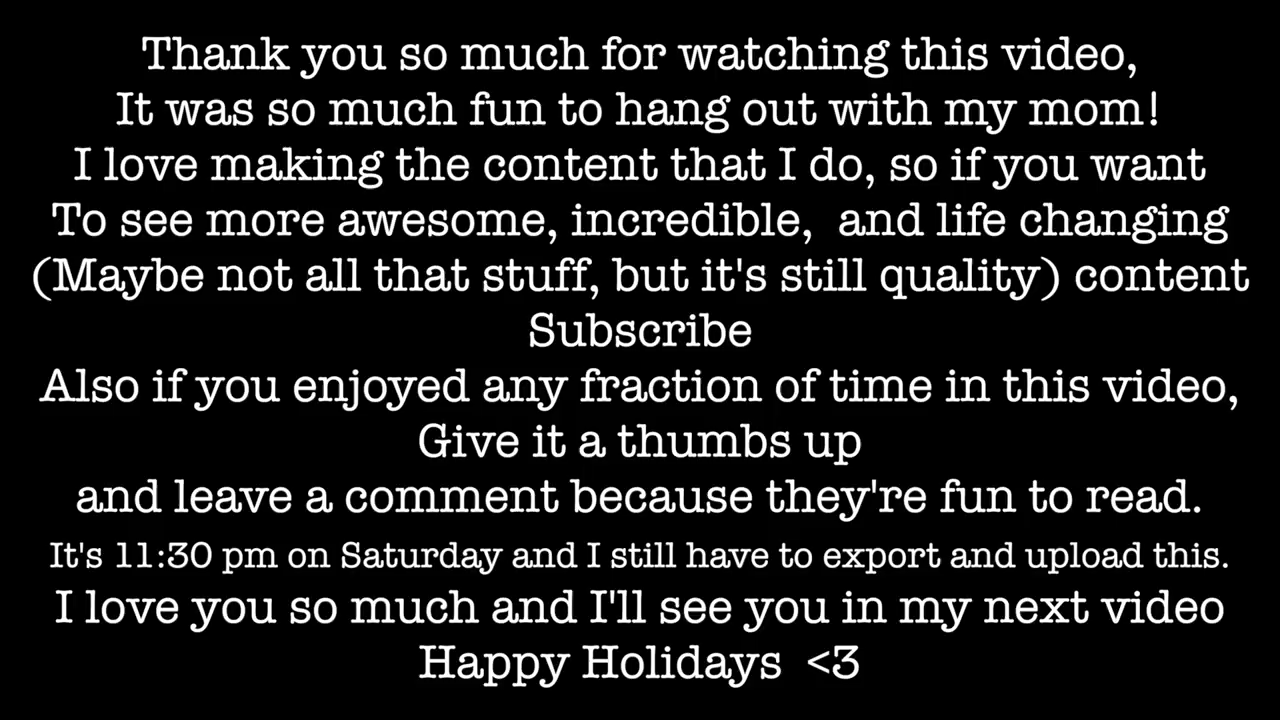 Thank you so much for watching this video,
It was so much fun to hang out with my mom!
I love making the content that I do, so if you want
To see more awesome, incredible,  and life changing
(Maybe not all that stuff, but it's still quality) content
Subscribe
Also if you enjoyed any fraction of time in this video,
Give it a thumbs up
and leave a comment because they're fun to read.
It's 11:30 pm on Saturday and I still have to export and upload this.
I love you so much and I'll see you in my next video
Happy Holidays  <3